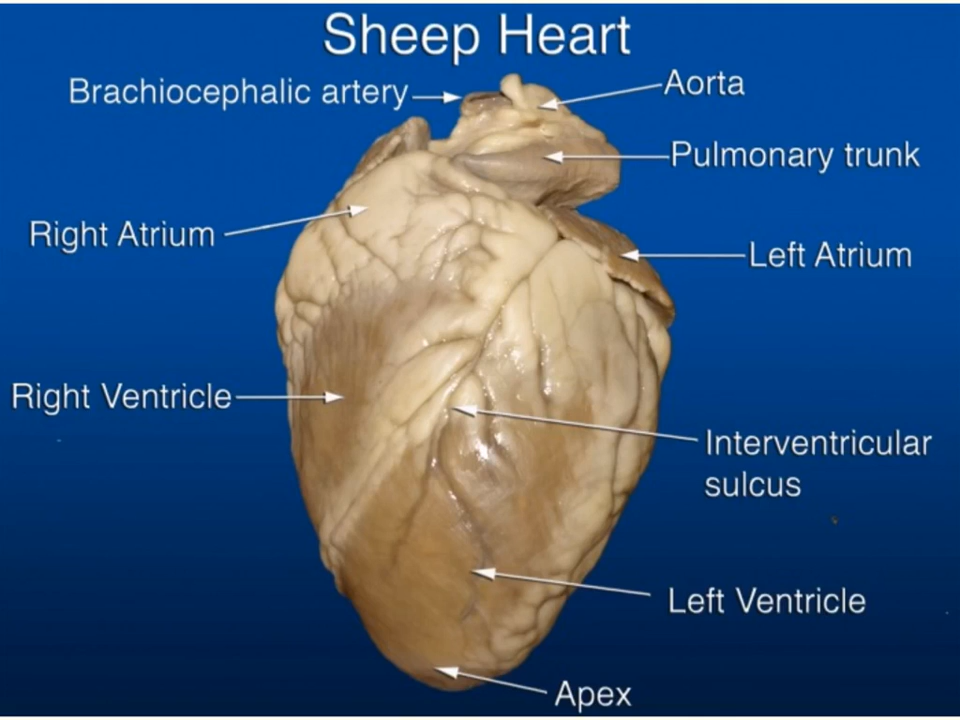 Sheep Heart
Brachiocephalic artery
Aorta
Pulmonary trunk
Right Atrium
Left Atrium
Right Ventricle
Interventricular
sulcus
Left Ventricle
Apex